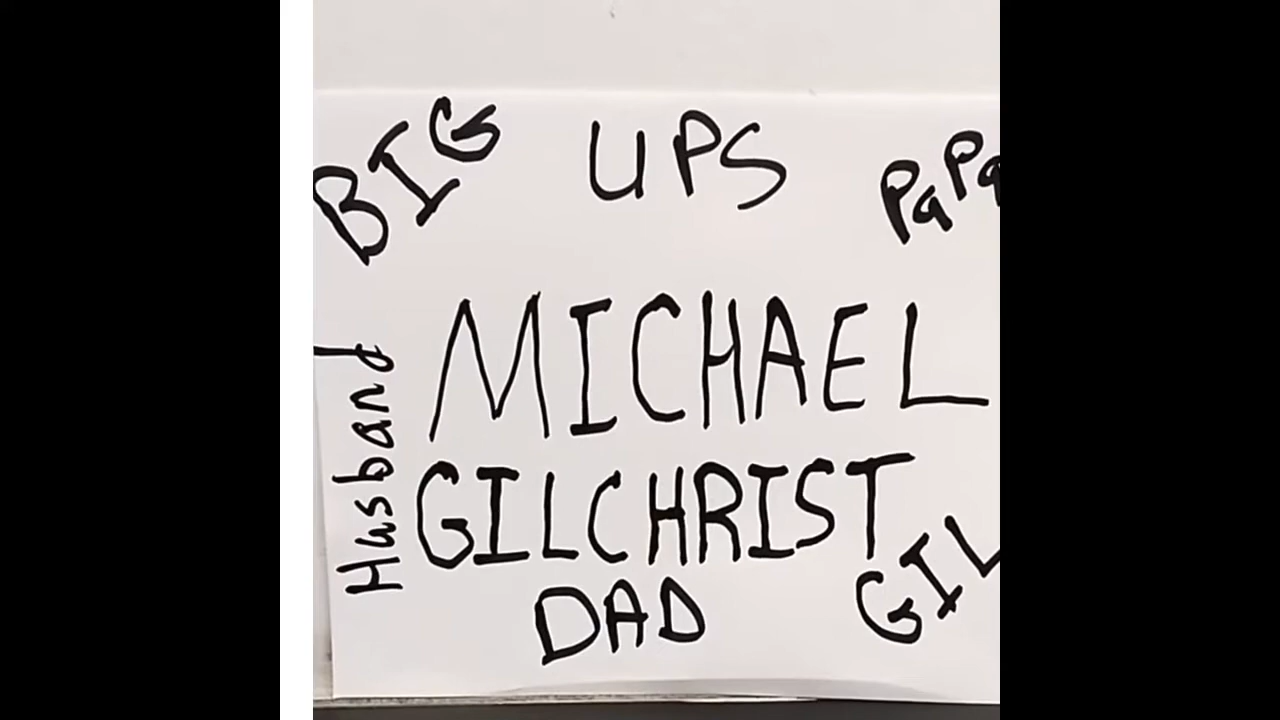 BIG UPS PaPa
MICHAEL
Husband
GILCHRIST
GIL
DAD